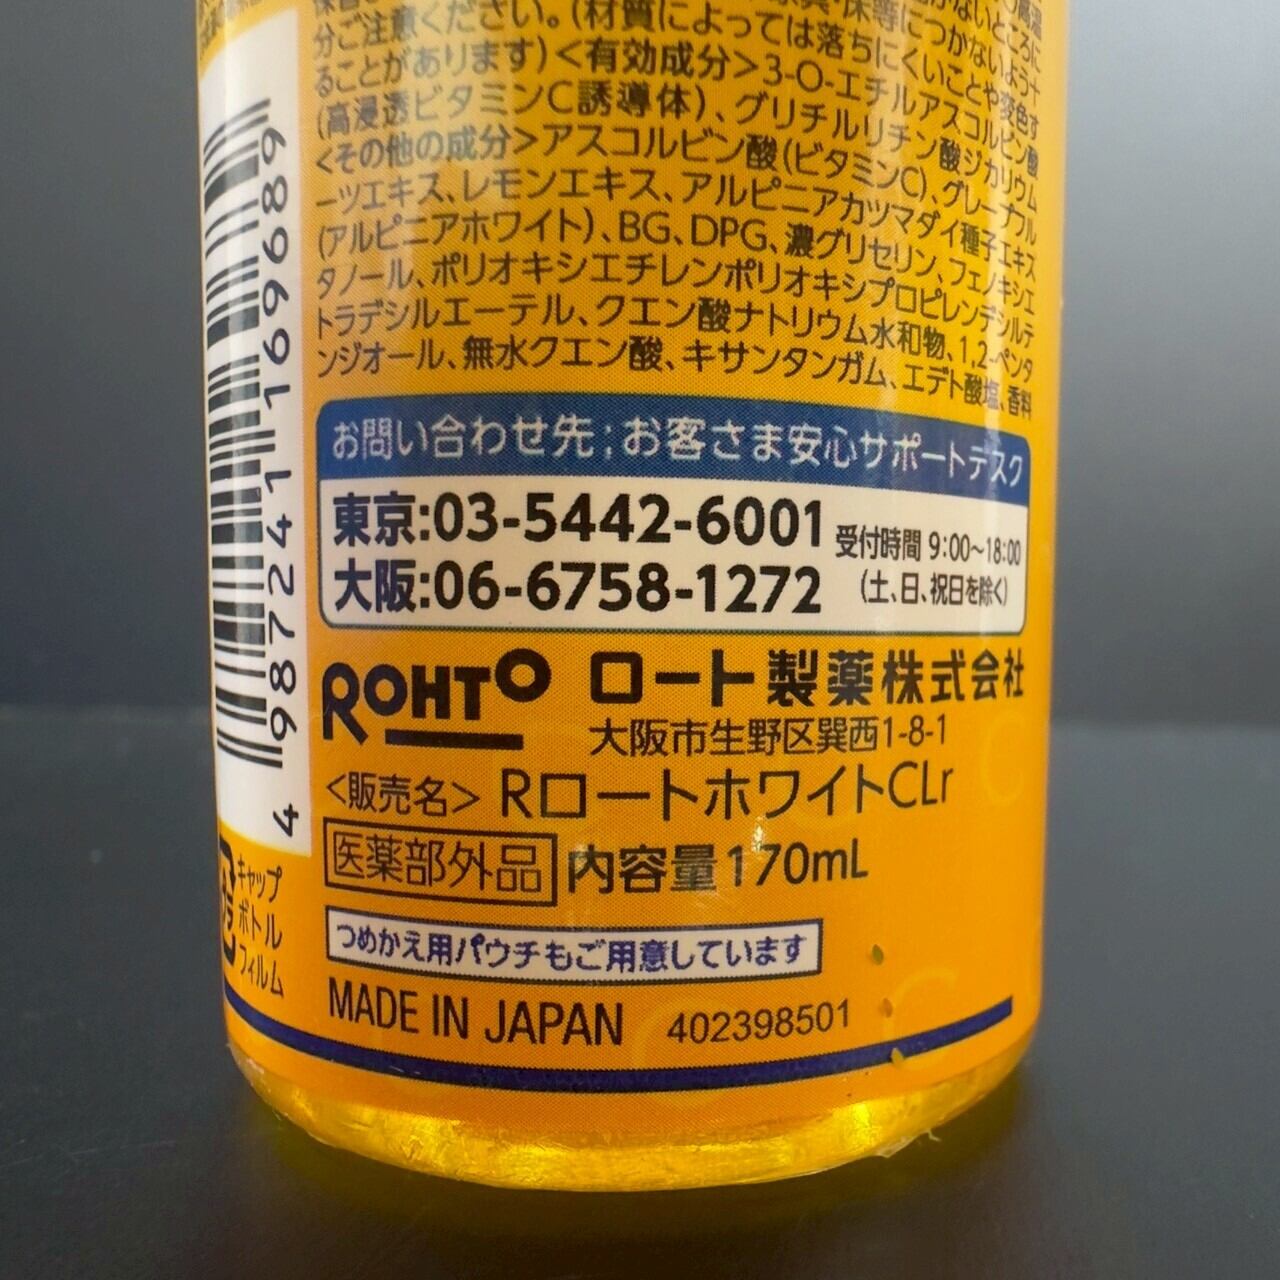 分ご注意ください。(材質によっては落ちにくいことや変色す
ることがあります)<有効成分>3-O-エチルアスコルビン酸
(高浸透ビタミンC誘導体)、グリチルリチン酸ジカリウム
<その他の成分>アスコルビン酸(ビタミンC)、グレープフル
ーツエキス、レモンエキス、アルピニアカツマダイ種子エキス
(アルピニアホワイト)、BG、DPG、濃グリセリン、フェノキシエ
タノール、ポリオキシエチレンポリオキシプロピレンデシルテ
トラデシルエーテル、クエン酸ナトリウム水和物、1,2-ペンタ
ンジオール、無水クエン酸、キサンタンガム、エデト酸塩、香料
お問い合わせ先;お客さま安心サポートデスク
東京:03-5442-6001
大阪:06-6758-1272
受付時間 9:00~18:00
(土、日、祝日を除く)
ROHTO ロート製薬株式会社
大阪市生野区巽西1-8-1
<販売名> RロートホワイトCLr
医薬部外品 内容量170mL
つめかえ用パウチもご用意しています
MADE IN JAPAN 402398501
4 987241 169689
プラ
キャップ
ボトル
フィルム